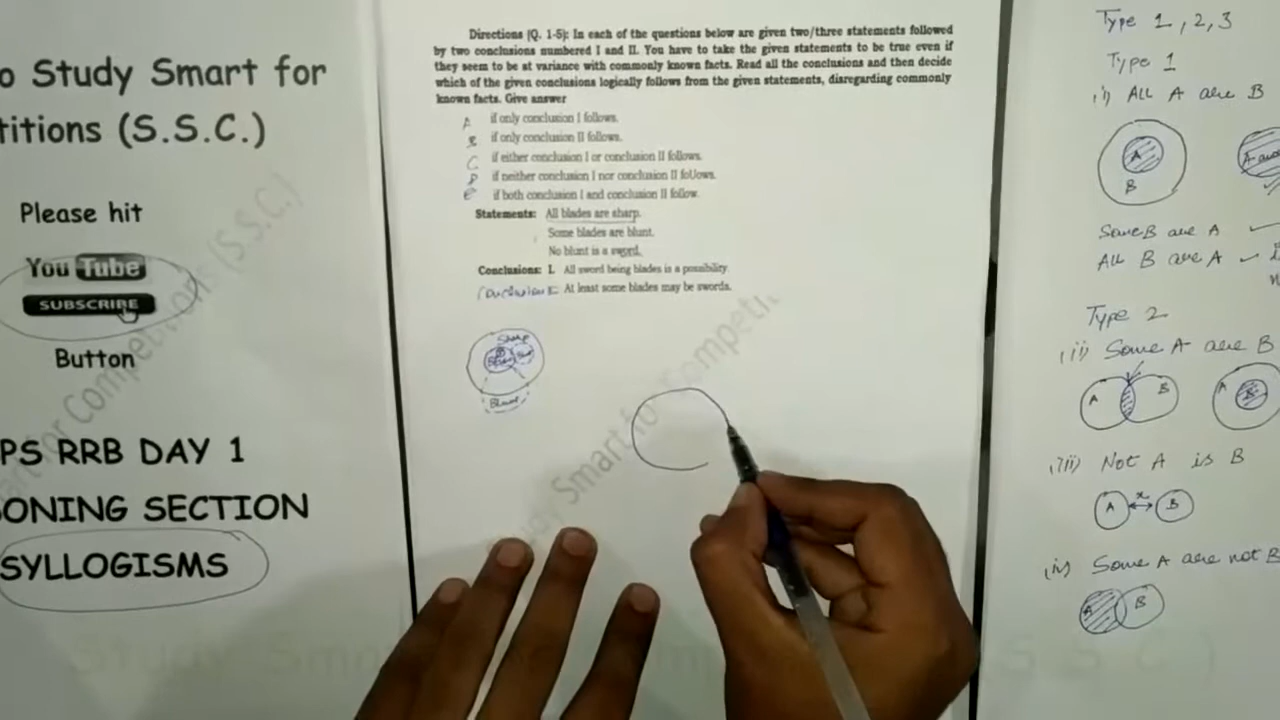 o Study Smart for
titions (S.S.C.)
Please hit
You Tube
SUBSCRIBE
Button
PS RRB DAY 1
ONING SECTION
SYLLOGISMS
Directions (Q. 1-5): In each of the questions below are given two/three statements followed
by two conclusions numbered I and II. You have to take the given statements to be true even if
they seem to be at variance with commonly known facts. Read all the conclusions and then decide
which of the given conclusions logically follows from the given statements, disregarding commonly
known facts. Give answer
A if only conclusion I follows.
B if only conclusion II follows.
C if either conclusion I or conclusion II follows.
D if neither conclusion I nor conclusion II follows.
E if both conclusion I and conclusion II follow.
Statements: All blades are sharp.
Some blades are blunt.
No blunt is a sword.
Conclusions: I. All sword being blades is a possibility.
Conclusions At least some blades may be swords.
Sharp
Blunt
Study Smart for Competitio
for Competition (S.S.C.)
Type 1, 2, 3
Type 1
i) All A are B
A
B
Some B are A
All B are A
Type 2
(ii) Some A are B
A B
A B
(iii) Not A is B
A x B
iv) Some A are not B
A B